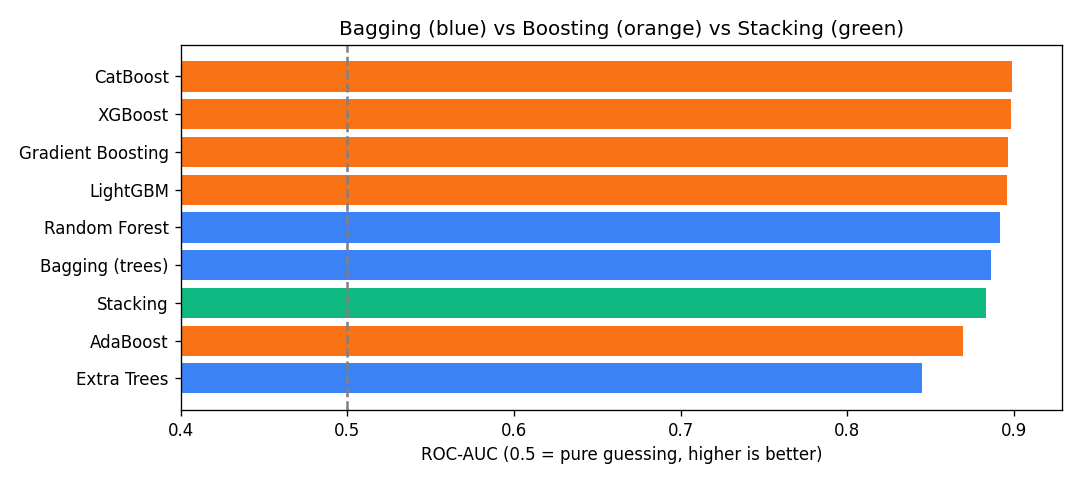 Bagging (blue) vs Boosting (orange) vs Stacking (green)
CatBoost
XGBoost
Gradient Boosting
LightGBM
Random Forest
Bagging (trees)
Stacking
AdaBoost
Extra Trees
0.4 0.5 0.6 0.7 0.8 0.9
ROC-AUC (0.5 = pure guessing, higher is better)